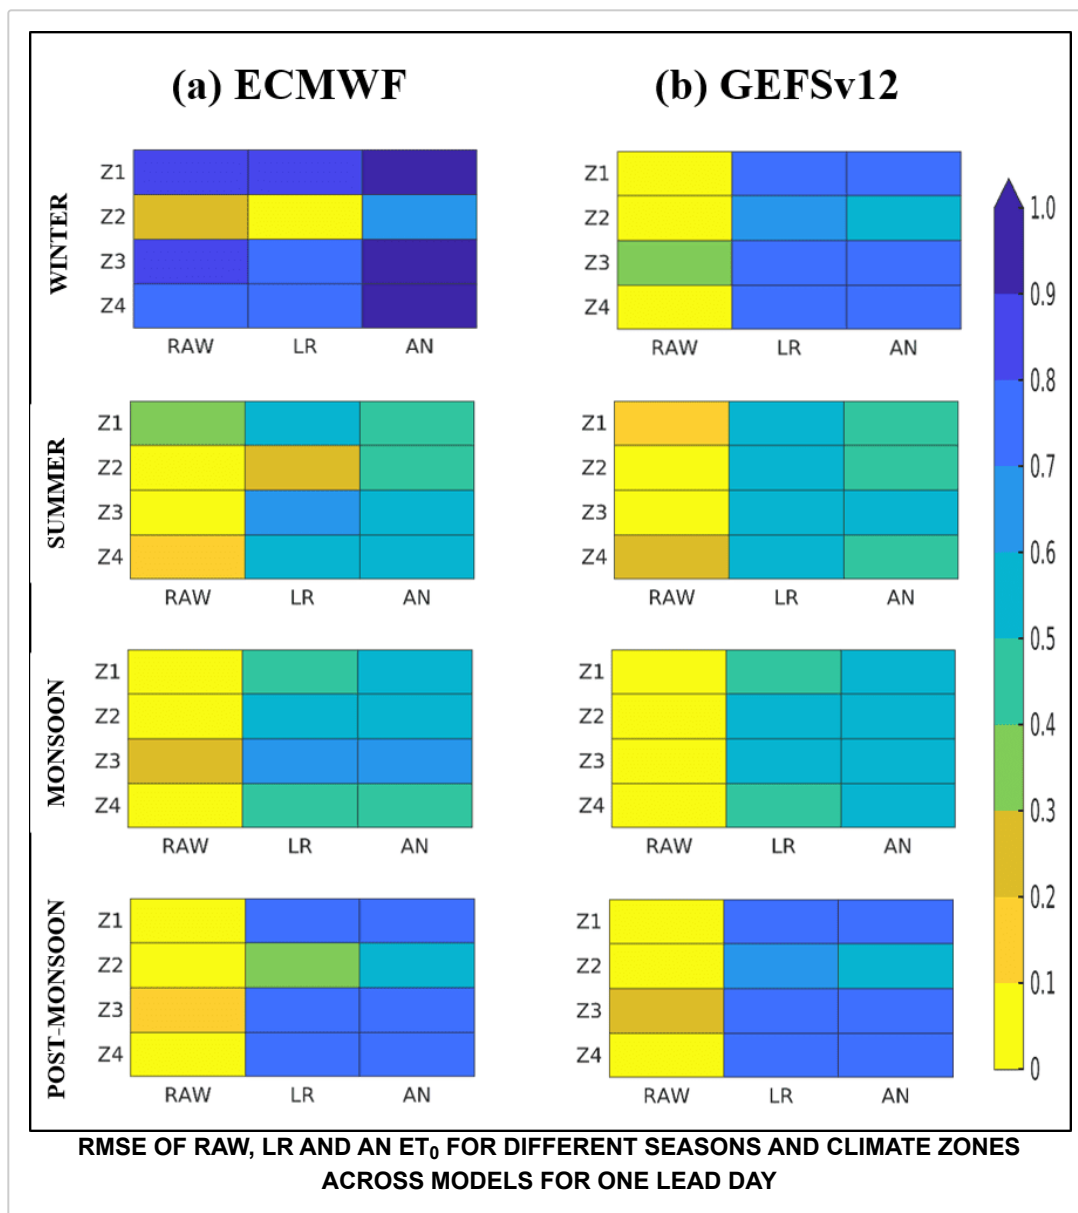 (a) ECMWF
(b) GEFSv12
WINTER
Z1
Z2
Z3
Z4
RAW LR AN
Z1
Z2
Z3
Z4
RAW LR AN
SUMMER
Z1
Z2
Z3
Z4
RAW LR AN
Z1
Z2
Z3
Z4
RAW LR AN
MONSOON
Z1
Z2
Z3
Z4
RAW LR AN
Z1
Z2
Z3
Z4
RAW LR AN
POST-MONSOON
Z1
Z2
Z3
Z4
RAW LR AN
Z1
Z2
Z3
Z4
RAW LR AN
1.0
0.9
0.8
0.7
0.6
0.5
0.4
0.3
0.2
0.1
0
RMSE OF RAW, LR AND AN ET₀ FOR DIFFERENT SEASONS AND CLIMATE ZONES
ACROSS MODELS FOR ONE LEAD DAY